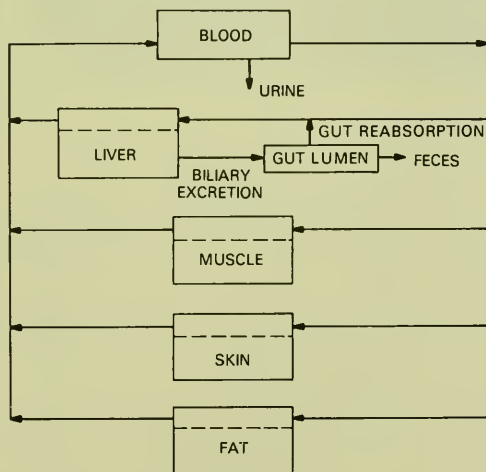 BLOOD
URINE
GUT REABSORPTION
LIVER
GUT LUMEN
FECES
BILIARY
EXCRETION
MUSCLE
SKIN
FAT